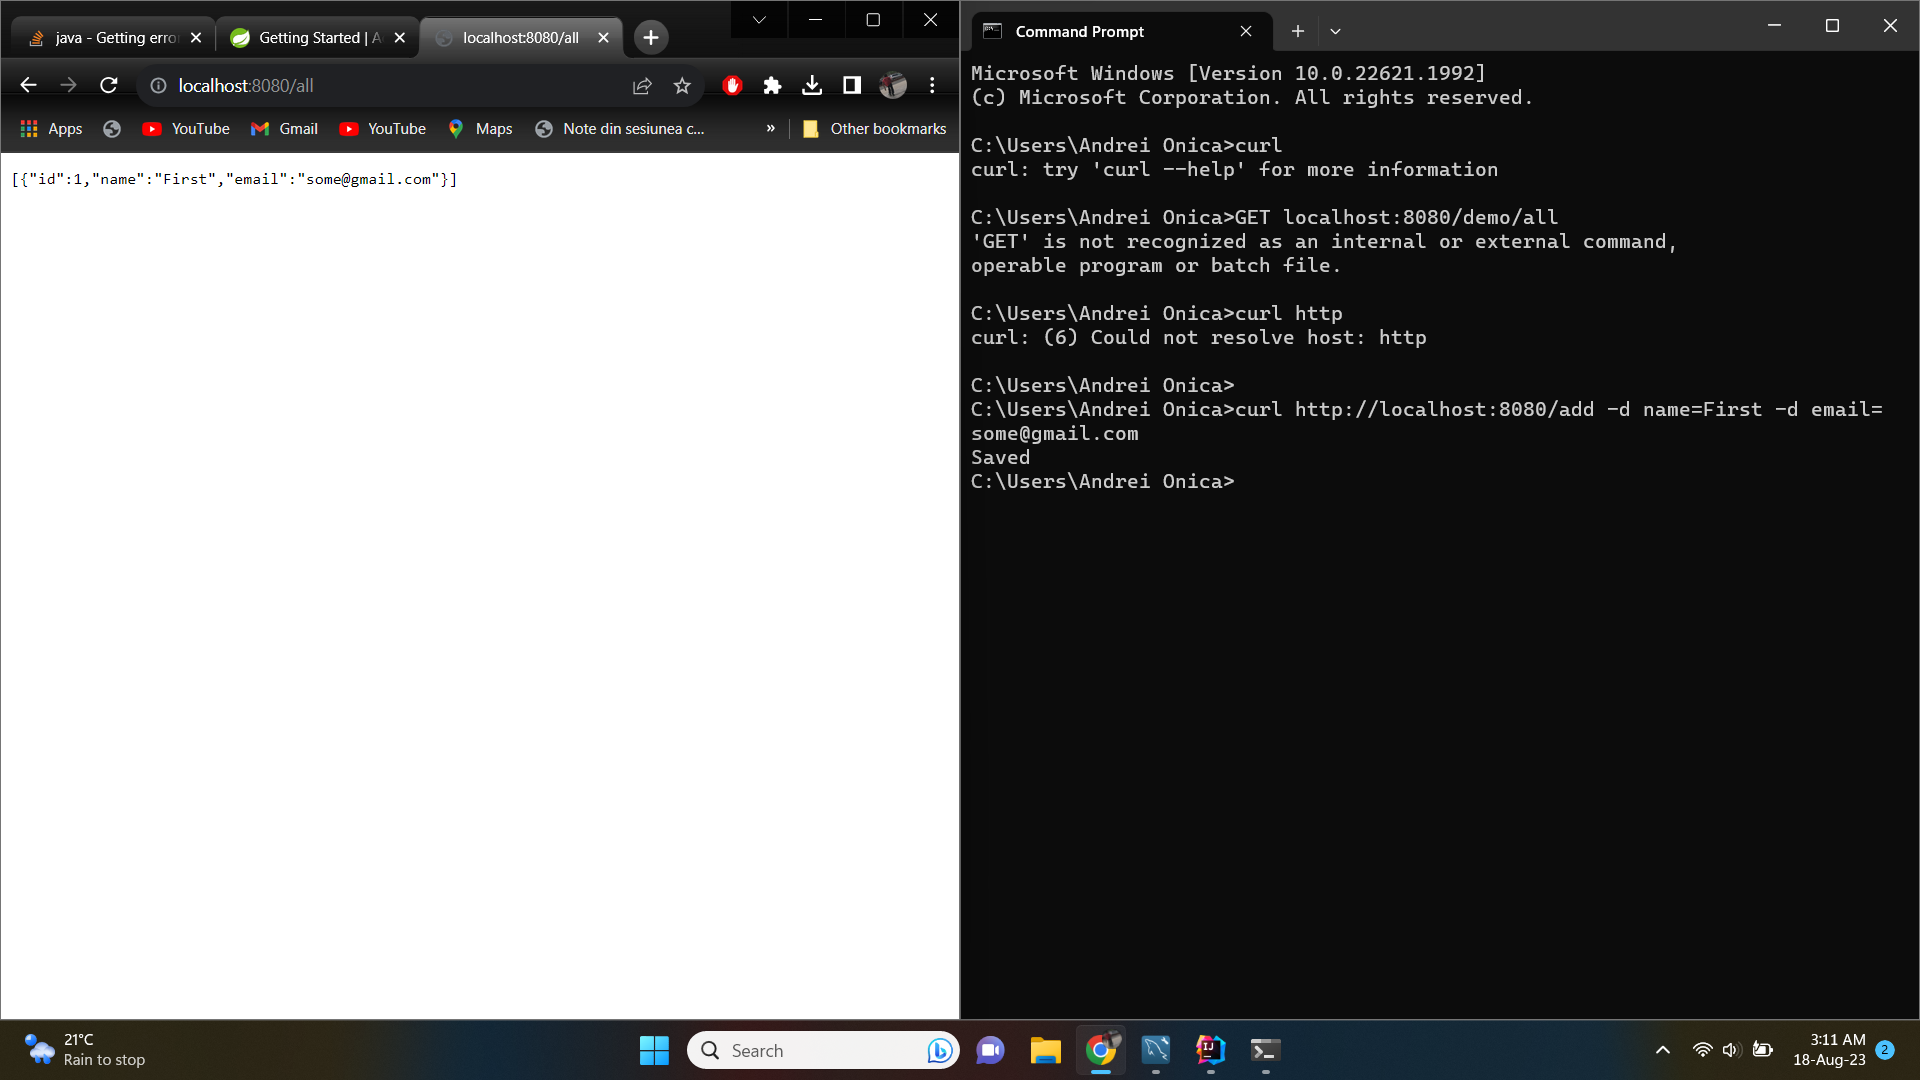 java - Getting erro
Getting Started | A
localhost:8080/all
localhost:8080/all
Apps
YouTube
Gmail
YouTube
Maps
Note din sesiunea c...
»
Other bookmarks
[{"id":1,"name":"First","email":"some@gmail.com"}]
Command Prompt
Microsoft Windows [Version 10.0.22621.1992]
(c) Microsoft Corporation. All rights reserved.
C:\Users\Andrei Onica>curl
curl: try 'curl --help' for more information
C:\Users\Andrei Onica>GET localhost:8080/demo/all
'GET' is not recognized as an internal or external command,
operable program or batch file.
C:\Users\Andrei Onica>curl http
curl: (6) Could not resolve host: http
C:\Users\Andrei Onica>
C:\Users\Andrei Onica>curl http://localhost:8080/add -d name=First -d email=
some@gmail.com
Saved
C:\Users\Andrei Onica>
21°C
Rain to stop
Search
3:11 AM
18-Aug-23
2